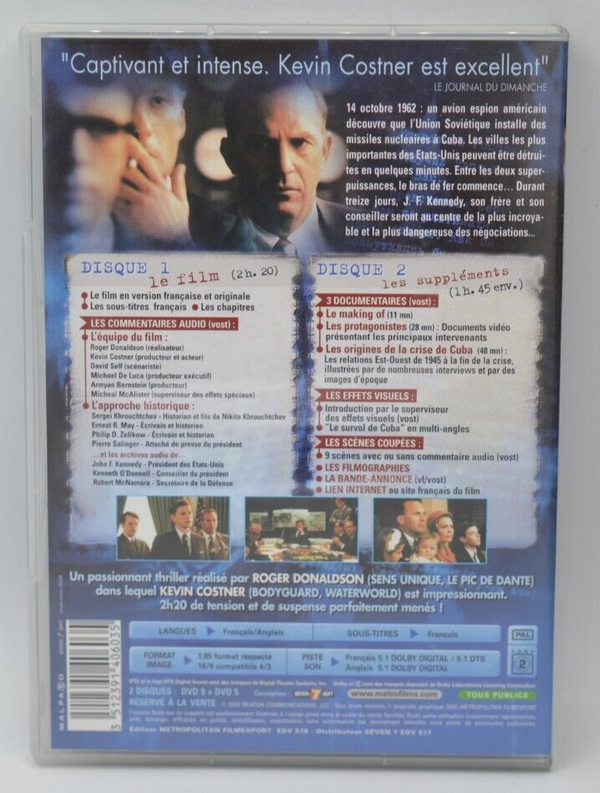 "Captivant et intense. Kevin Costner est excellent"
LE JOURNAL DU DIMANCHE
14 octobre 1962 : un avion espion américain
découvre que l'Union Soviétique installe des
missiles nucléaires à Cuba. Les villes les plus
importantes des Etats-Unis peuvent être détrui-
tes en quelques minutes. Entre les deux super-
puissances, le bras de fer commence... Durant
treize jours, J. F. Kennedy, son frère et son
conseiller seront au centre de la plus incroya-
ble et la plus dangereuse des négociations...
DISQUE 1
le film (2h. 20)
Le film en version française et originale
Les sous-titres français • Les chapitres
LES COMMENTAIRES AUDIO (vost) :
L'équipe du film :
Roger Donaldson (réalisateur)
Kevin Costner (producteur et acteur)
David Self (scénariste)
Michael De Luca (producteur exécutif)
Armyan Bernstein (producteur)
Micheal McAlister (superviseur des effets spéciaux)
L'approche historique :
Sergei Khrouchtchev - Historien et fils de Nikita Khrouchtchev
Ernest R. May - Ecrivain et historien
Philip D. Zelikow - Ecrivain et historien
Pierre Salinger - Attaché de presse du président
...et les archives audio de...
John F. Kennedy - Président des Etats-Unis
Kenneth O'Donnell - Conseiller du président
Robert McNamara - Secrétaire de la Défense
DISQUE 2
les suppléments
(1h. 45 env.)
3 DOCUMENTAIRES (vost) :
Le making of (11 mn)
Les protagonistes (28 mn) : Documents vidéo
présentant les principaux intervenants
Les origines de la crise de Cuba (48 mn) :
Les relations Est-Ouest de 1945 à la fin de la crise,
illustrées par de nombreuses interviews et par des
images d'époque
LES EFFETS VISUELS :
Introduction par le superviseur
des effets visuels (vost)
"Le survol de Cuba" en multi-angles
LES SCÈNES COUPÉES :
9 scènes avec ou sans commentaire audio (vost)
LES FILMOGRAPHIES
LA BANDE-ANNONCE (vf/vost)
LIEN INTERNET au site français du film
Un passionnant thriller réalisé par ROGER DONALDSON (SENS UNIQUE, LE PIC DE DANTE)
dans lequel KEVIN COSTNER (BODYGUARD, WATERWORLD) est impressionnant.
2h20 de tension et de suspense parfaitement menés !
LANGUES Français/Anglais SOUS-TITRES Français PAL
FORMAT IMAGE 1.85 format respecté
16/9 compatible 4/3
PISTE SON Français 5.1 DOLBY DIGITAL / 5.1 DTS
Anglais 5.1 DOLBY DIGITAL
ZONE 2
2 DISQUES : DVD 9 + DVD 5 Conception SEVEN 7 SEPT www.metrofilms.com TOUS PUBLICS
RÉSERVÉ À LA VENTE
Editeur METROPOLITAN FILMEXPORT EDV 518 - Distributeur SEVEN 7 EDV 517
MALPASO
3 512391 406035